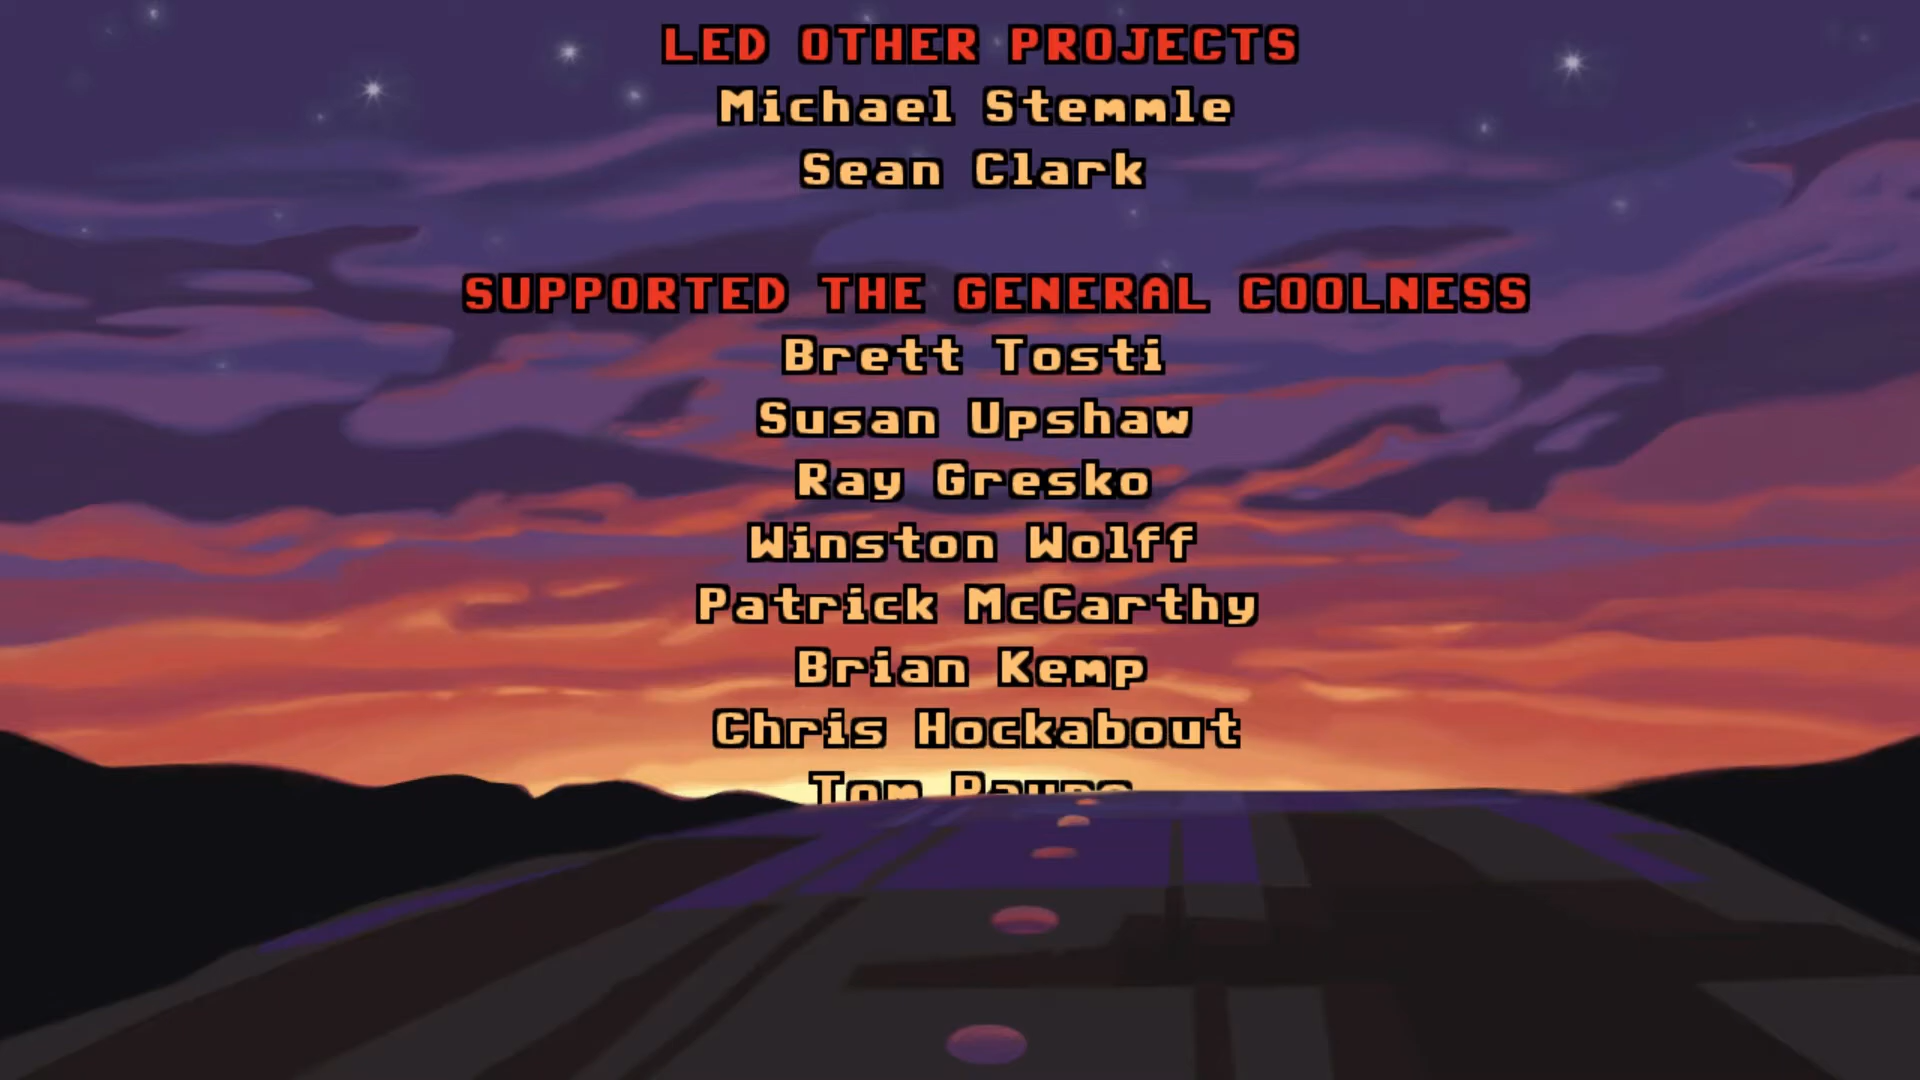 LED OTHER PROJECTS
Michael Stemmle
Sean Clark
SUPPORTED THE GENERAL COOLNESS
Brett Tosti
Susan Upshaw
Ray Gresko
Winston Wolff
Patrick McCarthy
Brian Kemp
Chris Hockabout
Tom